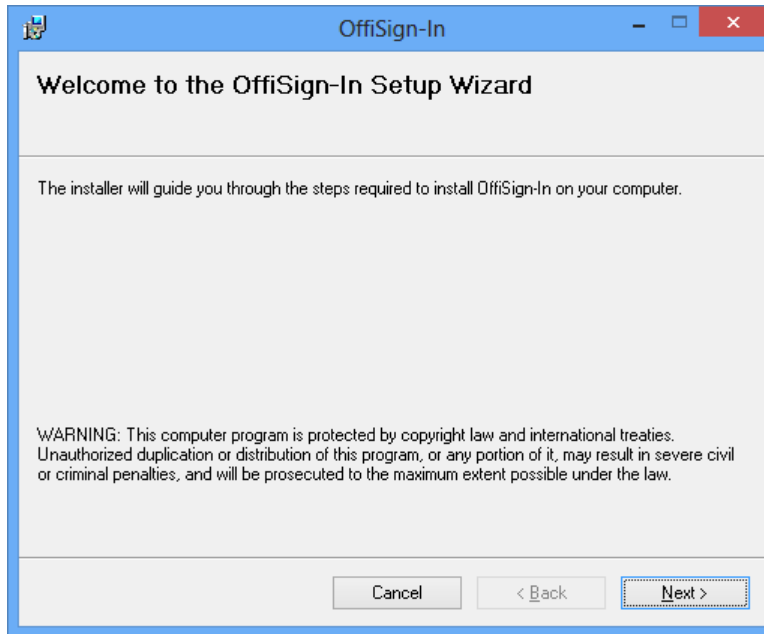 OffiSign-In
Welcome to the OffiSign-In Setup Wizard
The installer will guide you through the steps required to install OffiSign-In on your computer.
WARNING: This computer program is protected by copyright law and international treaties.
Unauthorized duplication or distribution of this program, or any portion of it, may result in severe civil
or criminal penalties, and will be prosecuted to the maximum extent possible under the law.
Cancel < Back Next >